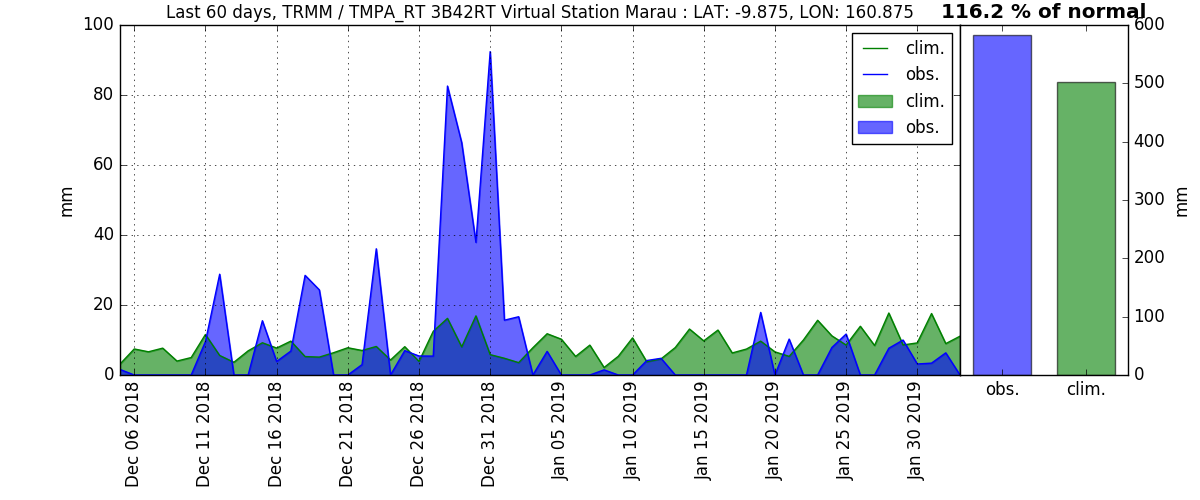 Last 60 days, TRMM / TMPA_RT 3B42RT Virtual Station Marau : LAT: -9.875, LON: 160.875
116.2 % of normal
100
80
60
40
20
0
mm
clim.
obs.
clim.
obs.
600
500
400
300
200
100
0
mm
Dec 06 2018
Dec 11 2018
Dec 16 2018
Dec 21 2018
Dec 26 2018
Dec 31 2018
Jan 05 2019
Jan 10 2019
Jan 15 2019
Jan 20 2019
Jan 25 2019
Jan 30 2019
obs.
clim.